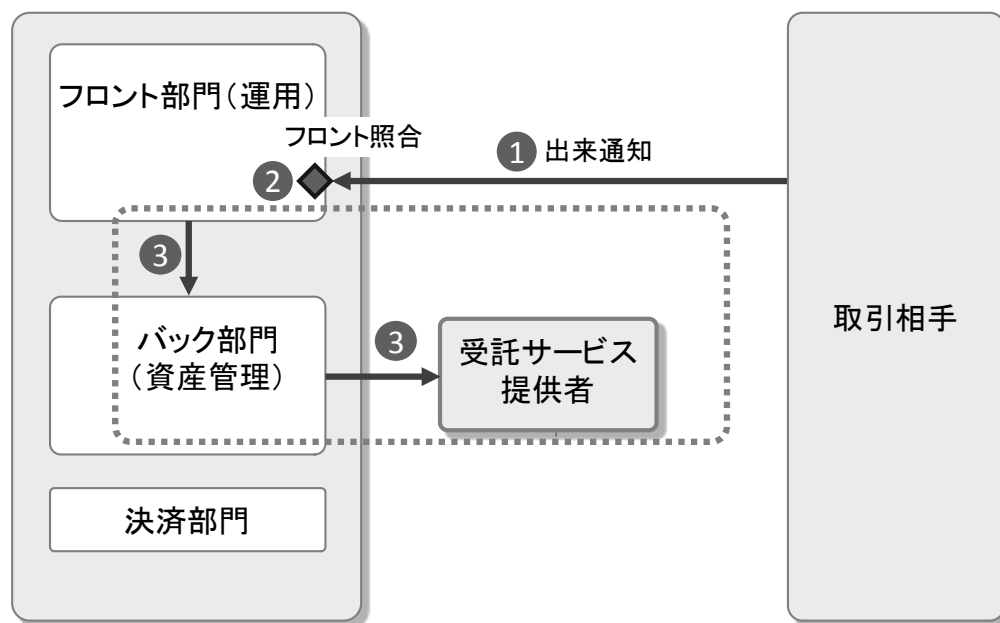 フロント部門（運用）
フロント照合
1 出来通知
2
3
バック部門
（資産管理）
3
受託サービス
提供者
取引相手
決済部門